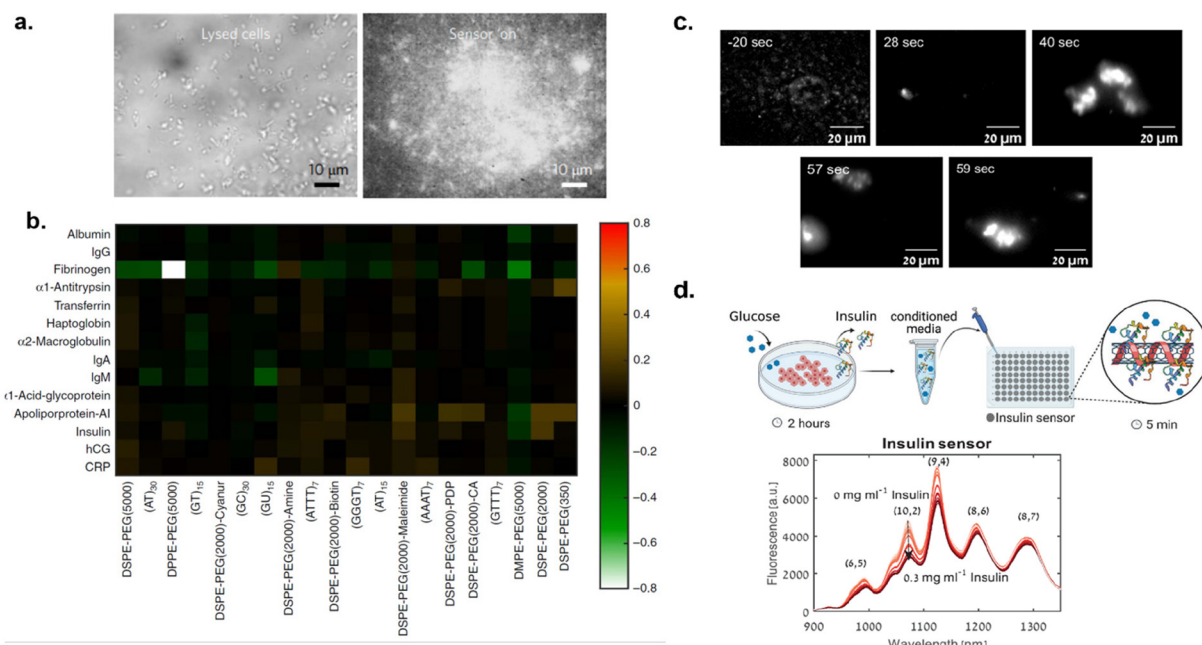 a.
Lysed cells
10 µm
Sensor 'on'
10 µm
b.
Albumin
IgG
Fibrinogen
α1-Antitrypsin
Transferrin
Haptoglobin
α2-Macroglobulin
IgA
IgM
α1-Acid-glycoprotein
Apoliporprotein-AI
Insulin
hCG
CRP
DSPE-PEG(5000)
(AT)30
DPPE-PEG(5000)
(GT)15
DSPE-PEG(2000)-Cyanur
(GC)30
(GU)15
DSPE-PEG(2000)-Amine
(ATTT)7
DSPE-PEG(2000)-Biotin
(GGGT)7
(AT)15
DSPE-PEG(2000)-Maleimide
(AAAT)7
DSPE-PEG(2000)-PDP
DSPE-PEG(2000)-CA
(GTTT)7
DMPE-PEG(5000)
DSPE-PEG(2000)
DSPE-PEG(350)
0.8
0.6
0.4
0.2
0
−0.2
−0.4
−0.6
−0.8
c.
-20 sec
20 µm
28 sec
20 µm
40 sec
20 µm
57 sec
20 µm
59 sec
20 µm
d.
Glucose
Insulin
conditioned
media
2 hours
Insulin sensor
5 min
Insulin sensor
Fluorescence [a.u.]
8000
6000
4000
2000
0
0 mg ml-1 Insulin
0.3 mg ml-1 Insulin
(6,5)
(10,2)
(9,4)
(8,6)
(8,7)
900
1000
1100
1200
1300
Wavelength [nm]